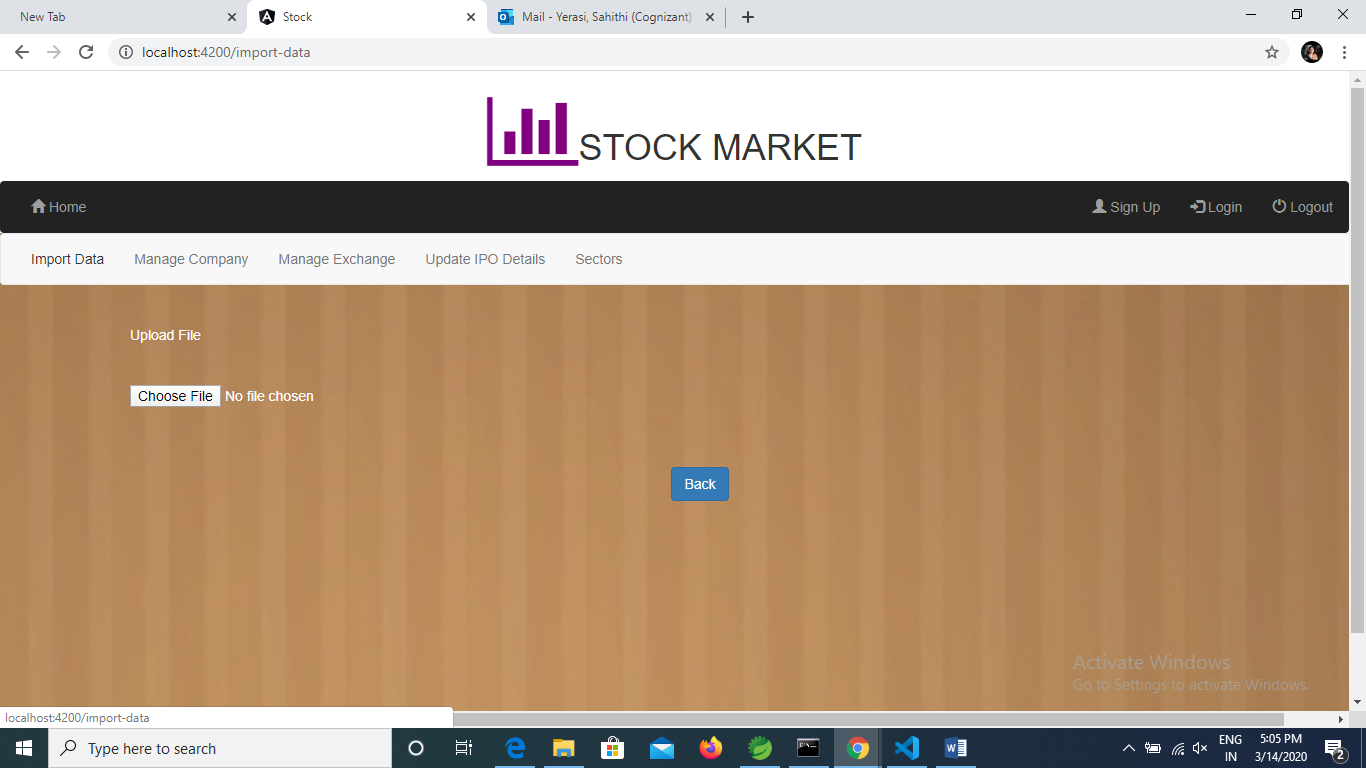 New Tab
Stock
Mail - Yerasi, Sahithi (Cognizant)
localhost:4200/import-data
STOCK MARKET
Home
Sign Up
Login
Logout
Import Data
Manage Company
Manage Exchange
Update IPO Details
Sectors
Upload File
Choose File No file chosen
Back
Activate Windows
Go to Settings to activate Windows.
localhost:4200/import-data
Type here to search
ENG
IN
5:05 PM
3/14/2020
2